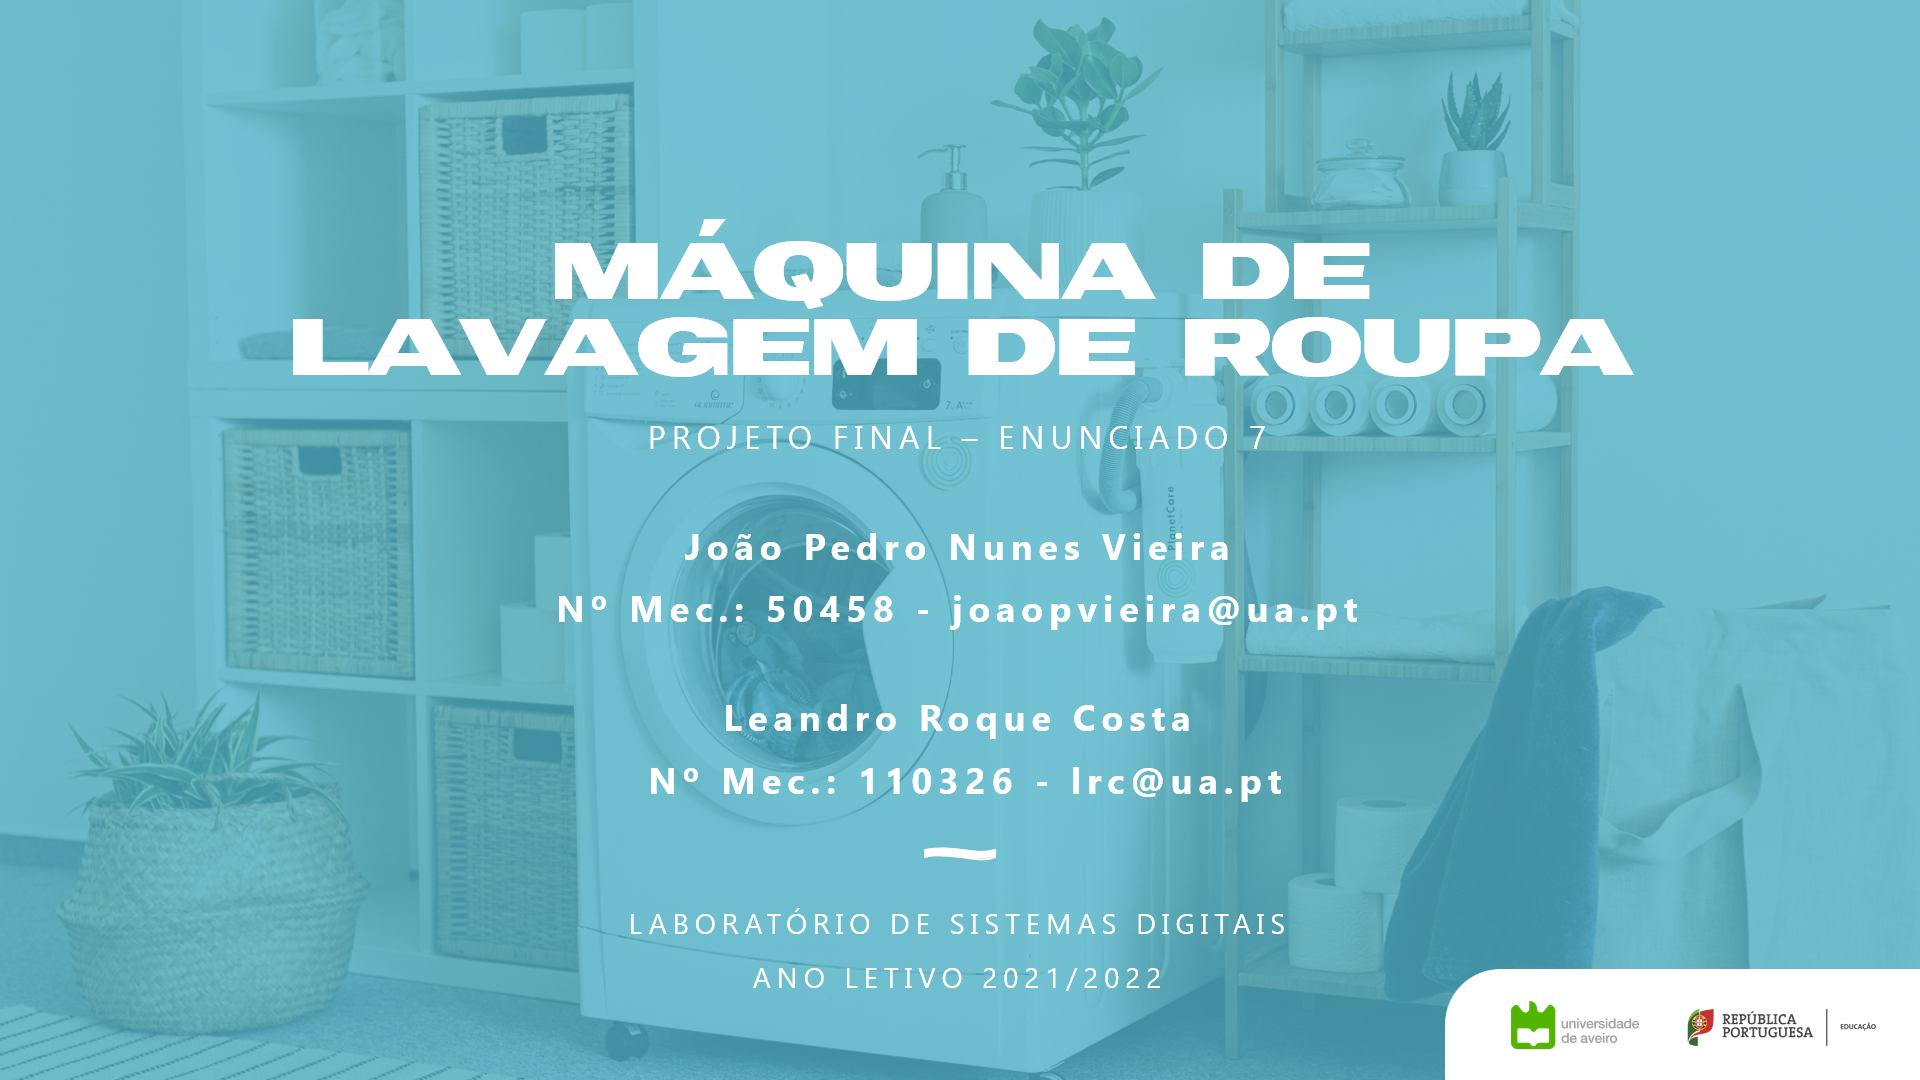 MÁQUINA DE
LAVAGEM DE ROUPA
PROJETO FINAL – ENUNCIADO 7
João Pedro Nunes Vieira
Nº Mec.: 50458 - joaopvieira@ua.pt
Leandro Roque Costa
Nº Mec.: 110326 - lrc@ua.pt
LABORATÓRIO DE SISTEMAS DIGITAIS
ANO LETIVO 2021/2022
PlanetCare
universidade
de aveiro
REPÚBLICA
PORTUGUESA
EDUCAÇÃO